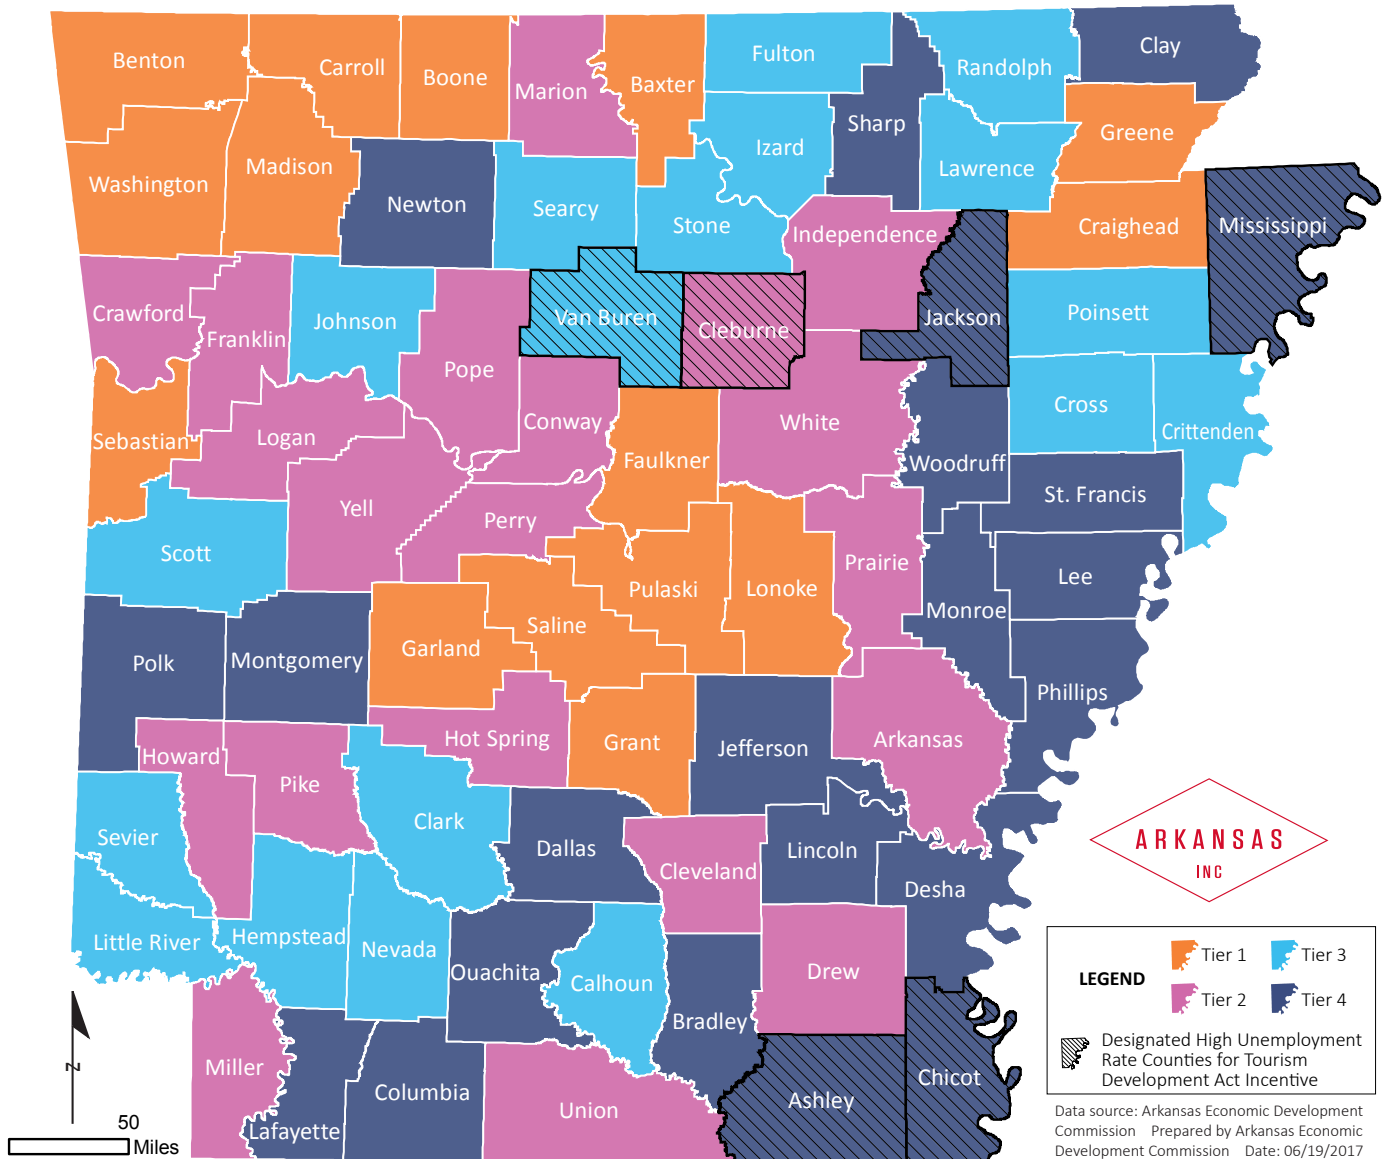 Benton
Carroll
Boone
Marion
Baxter
Fulton
Randolph
Clay
Sharp
Greene
Izard
Lawrence
Washington
Madison
Newton
Searcy
Stone
Independence
Craighead
Mississippi
Crawford
Franklin
Johnson
Pope
Van Buren
Cleburne
Jackson
Poinsett
Sebastian
Logan
Conway
Faulkner
White
Woodruff
Cross
Crittenden
Yell
Perry
St. Francis
Scott
Pulaski
Lonoke
Prairie
Monroe
Lee
Polk
Montgomery
Garland
Saline
Phillips
Howard
Pike
Hot Spring
Grant
Jefferson
Arkansas
Sevier
Clark
Dallas
Cleveland
Lincoln
Desha
Little River
Hempstead
Nevada
Ouachita
Calhoun
Bradley
Drew
Miller
Lafayette
Columbia
Union
Ashley
Chicot
ARKANSAS
INC
LEGEND
Tier 1
Tier 3
Tier 2
Tier 4
Designated High Unemployment
Rate Counties for Tourism
Development Act Incentive
Data source: Arkansas Economic Development
Commission Prepared by Arkansas Economic
Development Commission Date: 06/19/2017
N
50
Miles